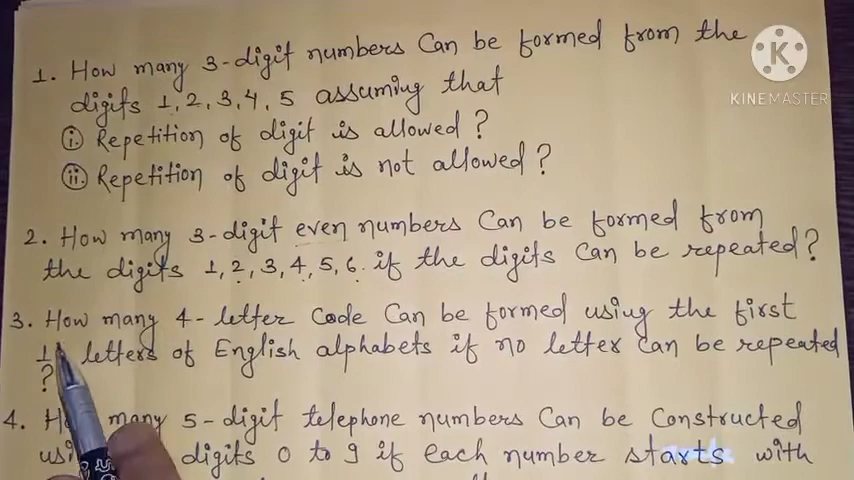 K
KINEMASTER
1. How many 3-digit numbers Can be formed from the
digits 1, 2, 3, 4, 5 assuming that
(i) Repetition of digit is allowed?
(ii) Repetition of digit is not allowed?
2. How many 3-digit even numbers Can be formed from
the digits 1, 2, 3, 4, 5, 6 if the digits Can be repeated?
3. How many 4-letter Code Can be formed using the first
letters of English alphabets if no letter Can be repeated
?
4. many 5-digit telephone numbers Can be Constructed
digits 0 to 9 if each number starts with